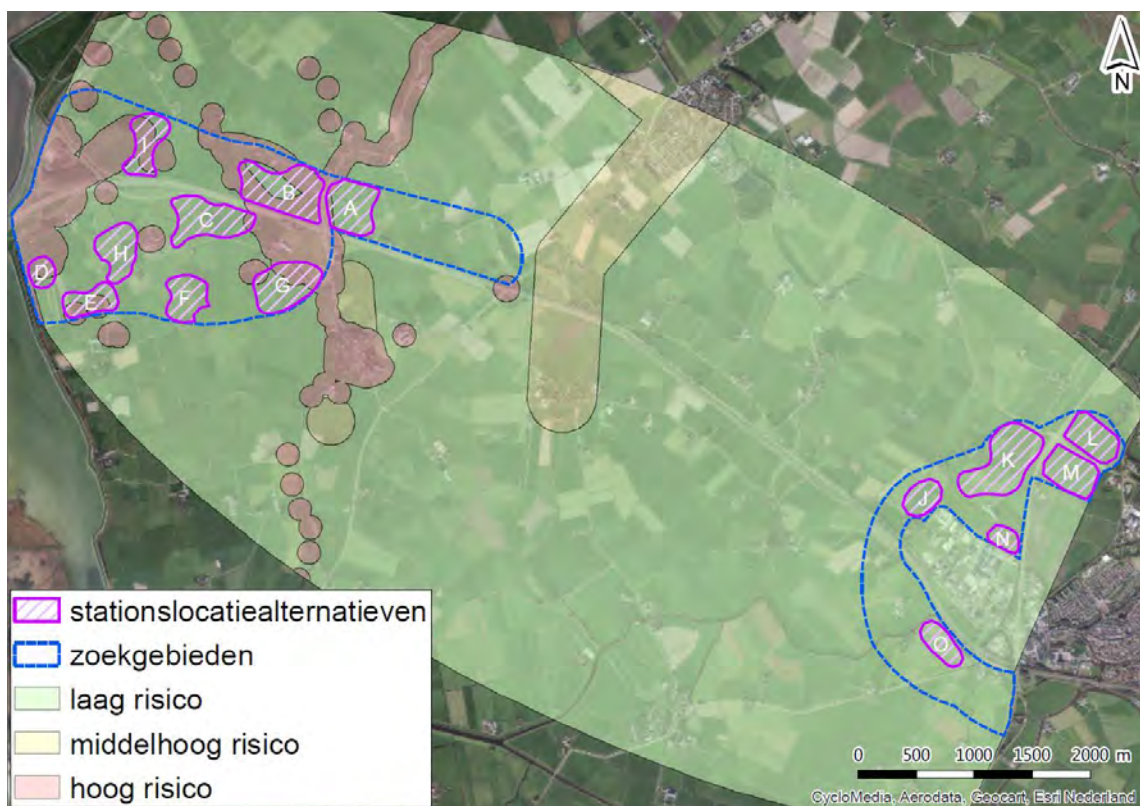 N
I
B
A
C
H
D
G
E
F
L
K
M
J
N
O
stationslocatiealternatieven
zoekgebieden
laag risico
middelhoog risico
hoog risico
0 500 1000 1500 2000 m
CycloMedia, Aerodata, Geocart, Esri Nederland